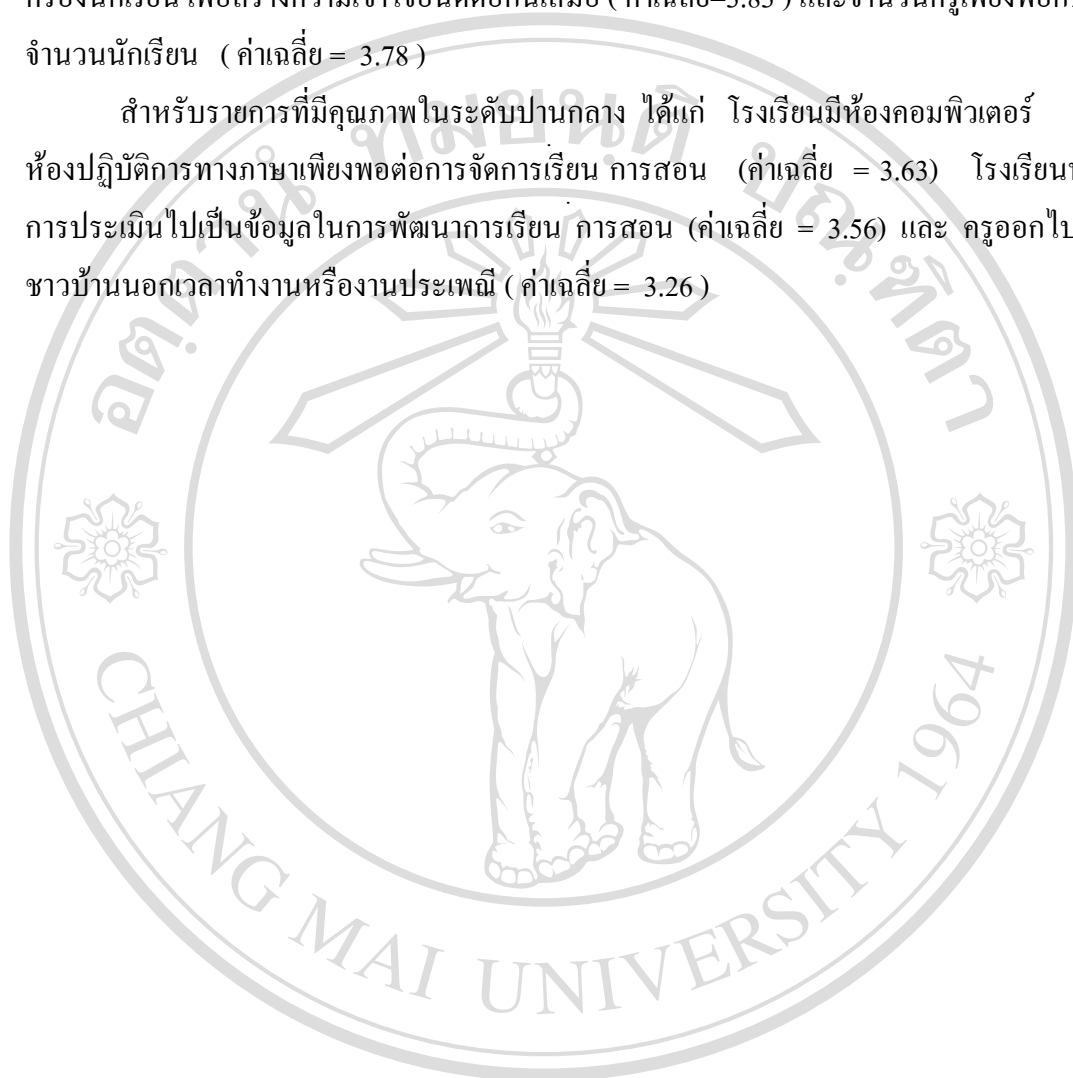 จำนวนนักเรียน ( ค่าเฉลี่ย = 3.78 )
สำหรับรายการที่มีคุณภาพในระดับปานกลาง ได้แก่ โรงเรียนมีห้องคอมพิวเตอร์
ห้องปฏิบัติการทางภาษาเพียงพอต่อการจัดการเรียน การสอน (ค่าเฉลี่ย = 3.63) โรงเรียน
การประเมินไปเป็นข้อมูลในการพัฒนาการเรียน การสอน (ค่าเฉลี่ย = 3.56) และ ครูออกไป
ชาวบ้านนอกเวลาทำงานหรืองานประเพณี ( ค่าเฉลี่ย = 3.26 )
CHIANG MAI UNIVERSITY 1964